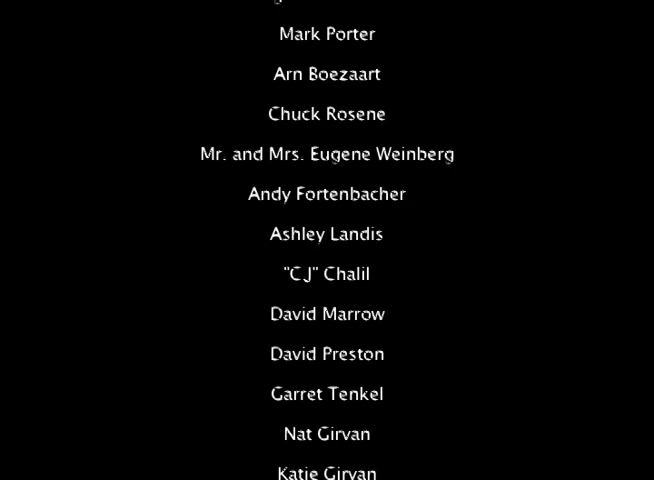 Mark Porter
Arn Boezaart
Chuck Rosene
Mr. and Mrs. Eugene Weinberg
Andy Fortenbacher
Ashley Landis
"CJ" Chalil
David Marrow
David Preston
Garret Tenkel
Nat Girvan
Katie Girvan